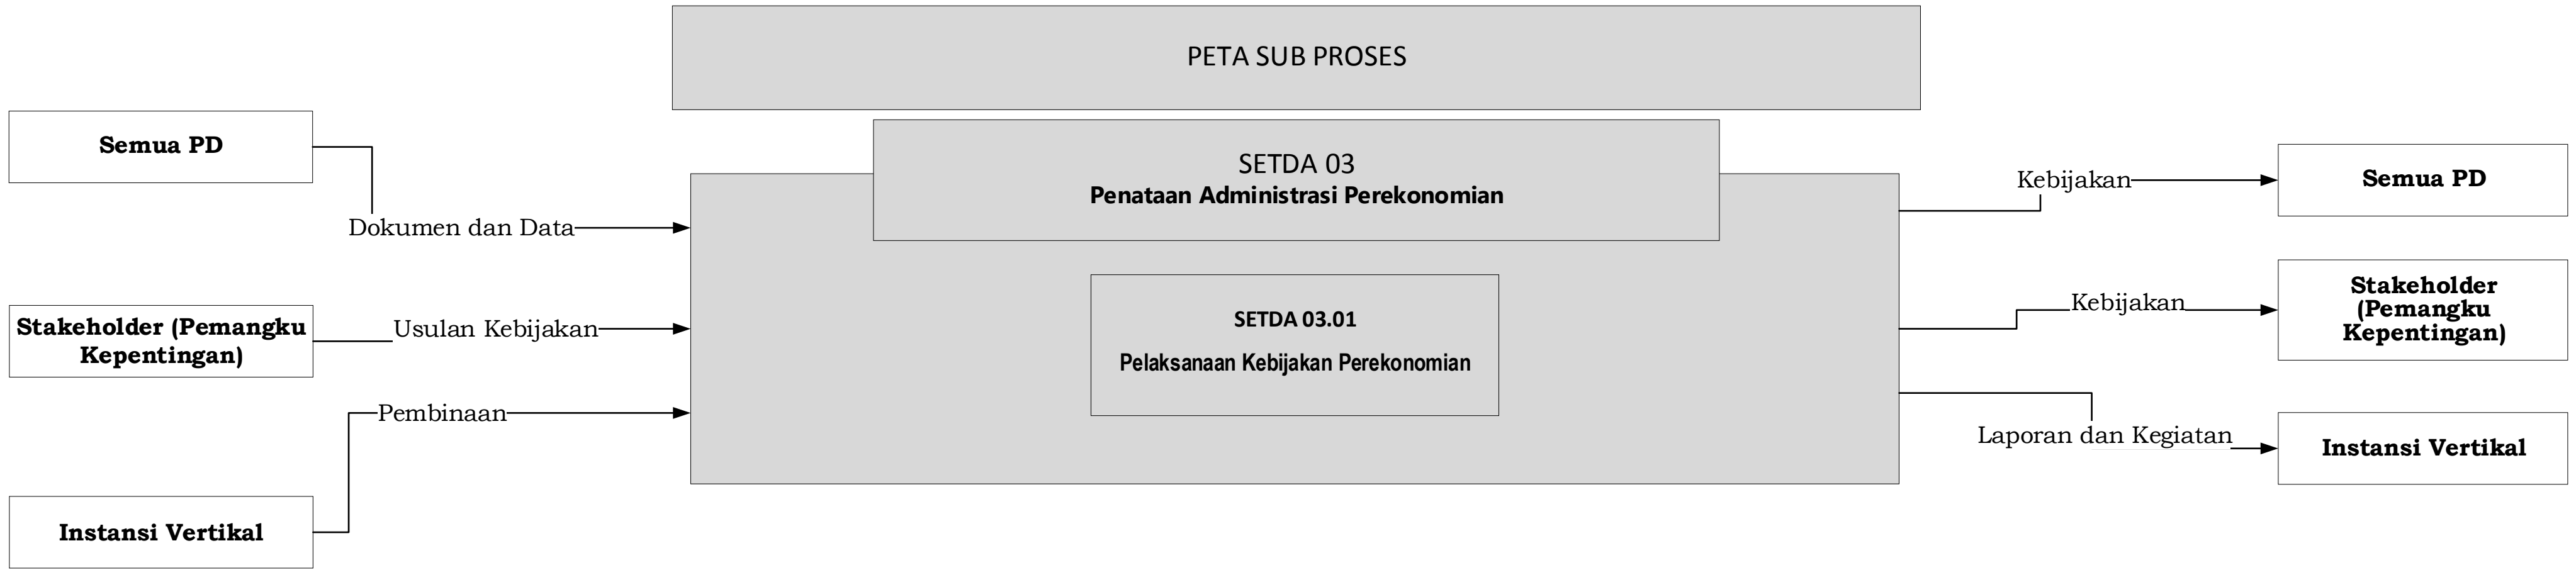 PETA SUB PROSES
Semua PD
Dokumen dan Data
Stakeholder (Pemangku
Kepentingan)
Usulan Kebijakan
Instansi Vertikal
Pembinaan
SETDA 03
Penataan Administrasi Perekonomian
SETDA 03.01
Pelaksanaan Kebijakan Perekonomian
Kebijakan
Semua PD
Kebijakan
Stakeholder
(Pemangku
Kepentingan)
Laporan dan Kegiatan
Instansi Vertikal